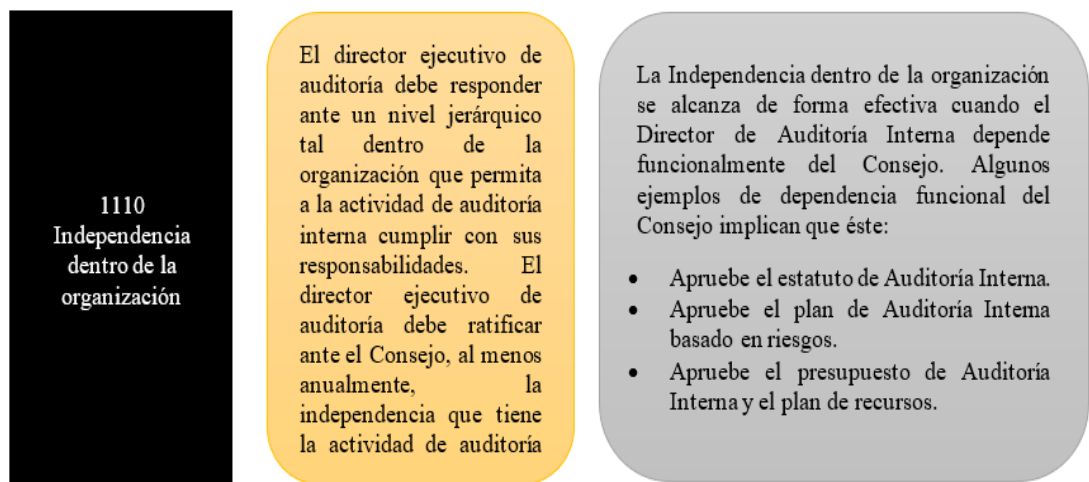 1110
Independencia
dentro de la
organización
El director ejecutivo de
auditoría debe responder
ante un nivel jerárquico
tal dentro de la
organización que permita
a la actividad de auditoría
interna cumplir con sus
responsabilidades. El
director ejecutivo de
auditoría debe ratificar
ante el Consejo, al menos
anualmente, la
independencia que tiene
la actividad de auditoría
La Independencia dentro de la organización
se alcanza de forma efectiva cuando el
Director de Auditoría Interna depende
funcionalmente del Consejo. Algunos
ejemplos de dependencia funcional del
Consejo implican que éste:
• Apruebe el estatuto de Auditoría Interna.
• Apruebe el plan de Auditoría Interna
basado en riesgos.
• Apruebe el presupuesto de Auditoría
Interna y el plan de recursos.